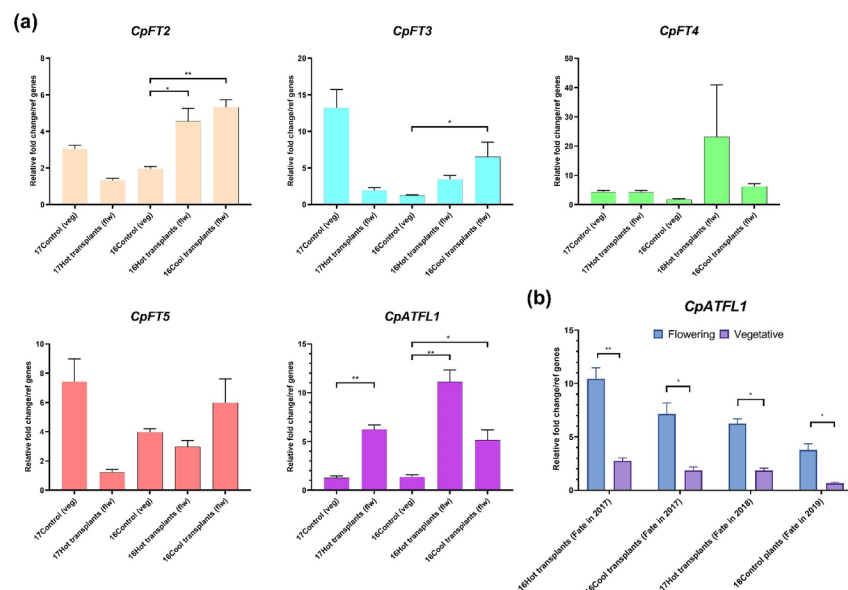 (a)
CpFT2
Relative fold change/ref genes
8
6
4
2
0
*
**
17Control (veg)
17Hot transplants (flw)
16Control (veg)
16Hot transplants (flw)
16Cool transplants (flw)
CpFT3
Relative fold change/ref genes
20
15
10
5
0
*
17Control (veg)
17Hot transplants (flw)
16Control (veg)
16Hot transplants (flw)
16Cool transplants (flw)
CpFT4
Relative fold change/ref genes
50
40
30
20
10
0
17Control (veg)
17Hot transplants (flw)
16Control (veg)
16Hot transplants (flw)
16Cool transplants (flw)
CpFT5
Relative fold change/ref genes
10
8
6
4
2
0
17Control (veg)
17Hot transplants (flw)
16Control (veg)
16Hot transplants (flw)
16Cool transplants (flw)
CpATFL1
Relative fold change/ref genes
15
10
5
0
**
*
**
17Control (veg)
17Hot transplants (flw)
16Control (veg)
16Hot transplants (flw)
16Cool transplants (flw)
(b)
CpATFL1
Flowering
Vegetative
Relative fold change/ref genes
15
10
5
0
**
*
*
*
16Hot transplants (Fate in 2017)
16Cool transplants (Fate in 2017)
17Hot transplants (Fate in 2018)
18Control plants (Fate in 2019)